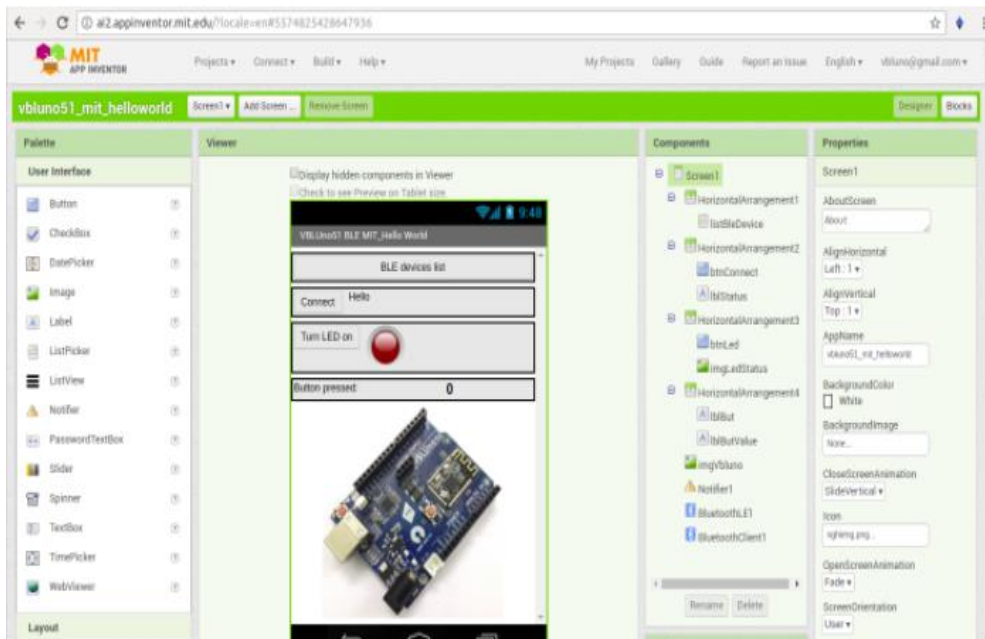 ai2.appinventor.mit.edu/?locale=en#5574825428647936
MIT
APP INVENTOR
Projects
Connect
Build
Help
My Projects
Gallery
Guide
Report an Issue
English
vbluno@gmail.com
vbluno51_mit_helloworld
Screen1
Add Screen ...
Remove Screen
Designer
Blocks
Palette
User Interface
Button
CheckBox
DatePicker
Image
Label
ListPicker
ListView
Notifier
PasswordTextBox
Slider
Spinner
TextBox
TimePicker
WebViewer
Layout
Viewer
Display hidden components in Viewer
Check to see Preview on Tablet size.
9:48
VBLUno51 BLE MIT_Hello World
BLE devices list
Connect
Hello
Turn LED on
Button pressed:
0
Components
Screen1
HorizontalArrangement1
listBleDevice
HorizontalArrangement2
btnConnect
lblStatus
HorizontalArrangement3
btnLed
imgLedStatus
HorizontalArrangement4
lblBut
lblButValue
imgVbluno
Notifier1
BluetoothLE1
BluetoothClient1
Rename
Delete
Properties
Screen1
AboutScreen
About
AlignHorizontal
Left : 1
AlignVertical
Top : 1
AppName
vbluno51_mit_helloworld
BackgroundColor
White
BackgroundImage
None...
CloseScreenAnimation
SlideVertical
Icon
OpenScreenAnimation
Fade
ScreenOrientation
User